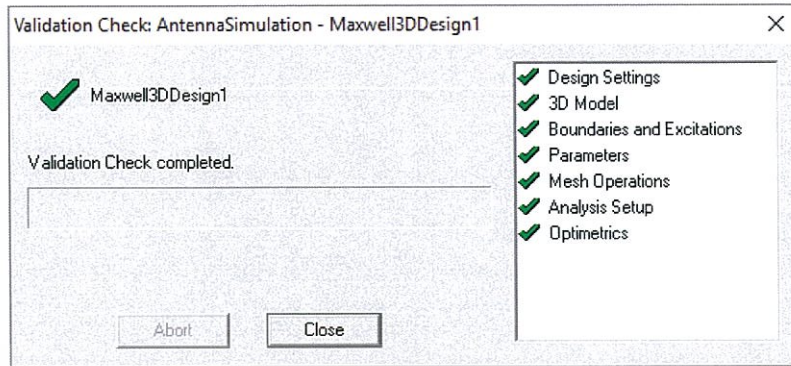 Validation Check: AntennaSimulation - Maxwell3DDesign1
Maxwell3DDesign1
Validation Check completed.
Abort
Close
Design Settings
3D Model
Boundaries and Excitations
Parameters
Mesh Operations
Analysis Setup
Optimetrics